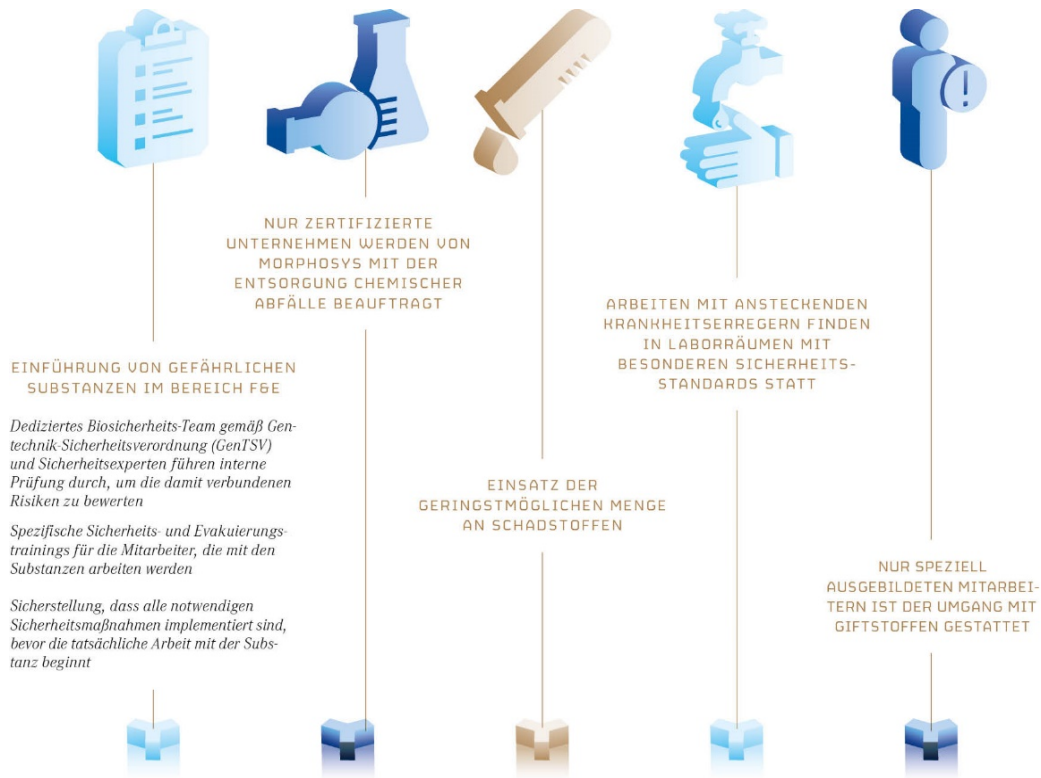 EINFÜHRUNG VON GEFÄHRLICHEN
SUBSTANZEN IM BEREICH F&E
Dediziertes Biosicherheits-Team gemäß Gen-
technik-Sicherheitsverordnung (GenTSV)
und Sicherheitsexperten führen interne
Prüfung durch, um die damit verbundenen
Risiken zu bewerten
Spezifische Sicherheits- und Evakuierungs-
trainings für die Mitarbeiter, die mit den
Substanzen arbeiten werden
Sicherstellung, dass alle notwendigen
Sicherheitsmaßnahmen implementiert sind,
bevor die tatsächliche Arbeit mit der Subs-
tanz beginnt
NUR ZERTIFIZIERTE
UNTERNEHMEN WERDEN VON
MORPHOSYS MIT DER
ENTSORGUNG CHEMISCHER
ABFÄLLE BEAUFTRAGT
EINSATZ DER
GERINGSTMÖGLICHEN MENGE
AN SCHADSTOFFEN
ARBEITEN MIT ANSTECKENDEN
KRANKHEITSERREGERN FINDEN
IN LABORRÄUMEN MIT
BESONDEREN SICHERHEITS-
STANDARDS STATT
NUR SPEZIELL
AUSGEBILDETEN MITARBEI-
TERN IST DER UMGANG MIT
GIFTSTOFFEN GESTATTET